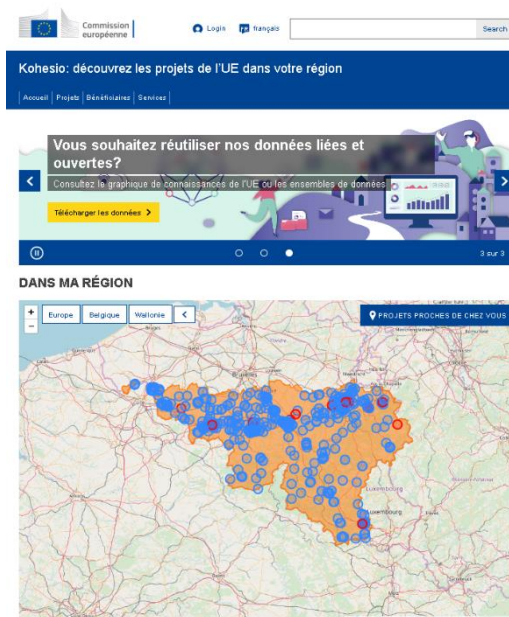 Commission
européenne
Login
français
Search
Kohesio: découvrez les projets de l'UE dans votre région
Accueil
Projets
Bénéficiaires
Services
Vous souhaitez réutiliser nos données liées et
ouvertes?
Consultez le graphique de connaissances de l'UE ou les ensembles de données
Télécharger les données
3 sur 3
DANS MA RÉGION
+
Europe
Belgique
Wallonie
PROJETS PROCHES DE CHEZ VOUS
−
Bruxelles
Luxembourg
Luxembourg